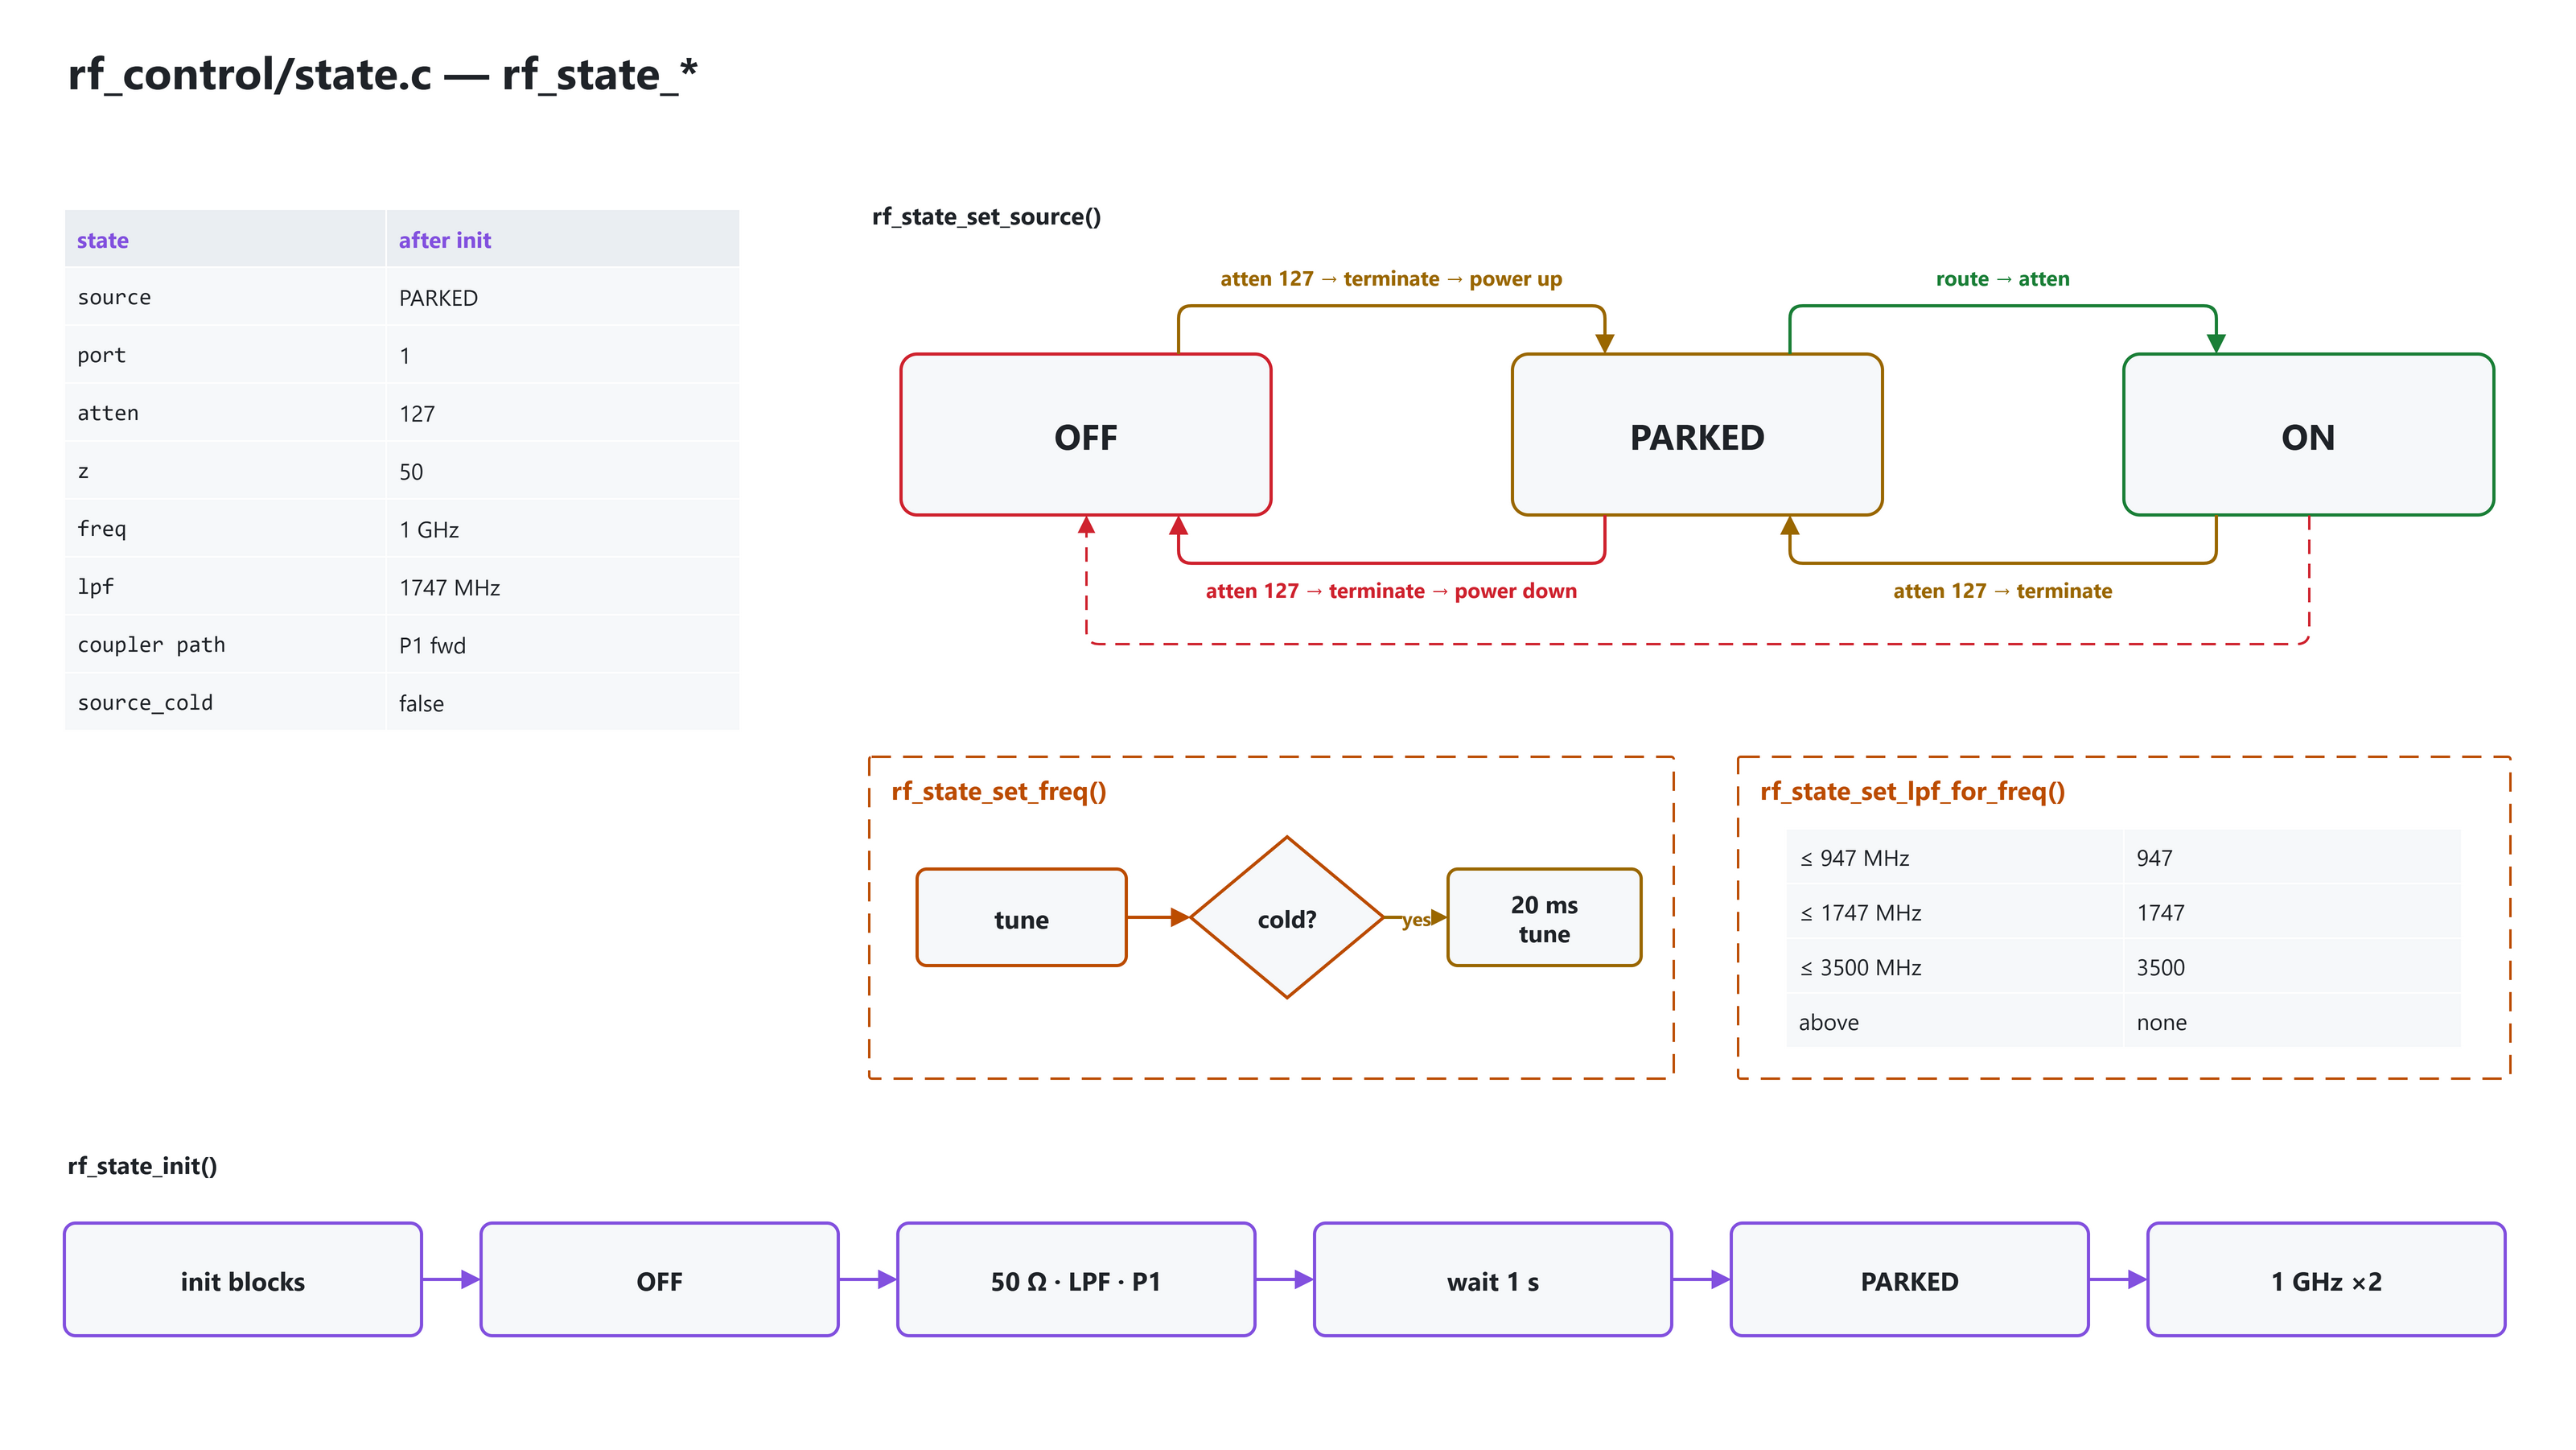 rf_control/state.c — rf_state_*
state after init
source PARKED
port 1
atten 127
z 50
freq 1 GHz
lpf 1747 MHz
coupler path P1 fwd
source_cold false
rf_state_set_source()
atten 127 → terminate → power up
route → atten
OFF
PARKED
ON
atten 127 → terminate → power down
atten 127 → terminate
rf_state_set_freq()
tune
cold?
yes
20 ms
tune
rf_state_set_lpf_for_freq()
≤ 947 MHz 947
≤ 1747 MHz 1747
≤ 3500 MHz 3500
above none
rf_state_init()
init blocks
OFF
50 Ω · LPF · P1
wait 1 s
PARKED
1 GHz ×2